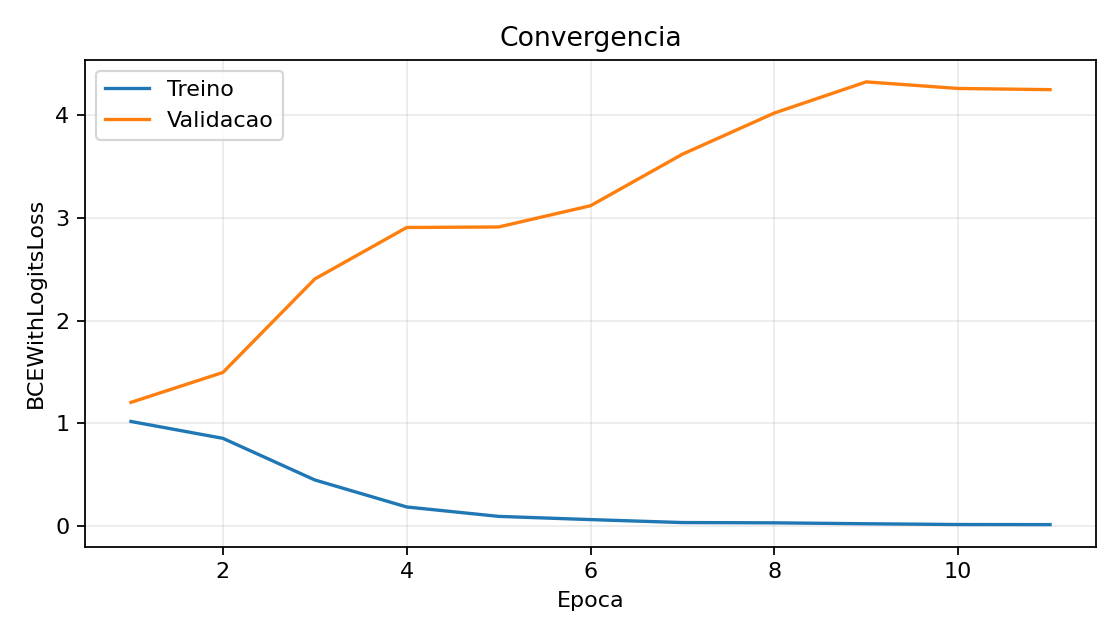 Convergencia
Treino
Validacao
4
3
2
1
0
BCEWithLogitsLoss
2 4 6 8 10
Epoca